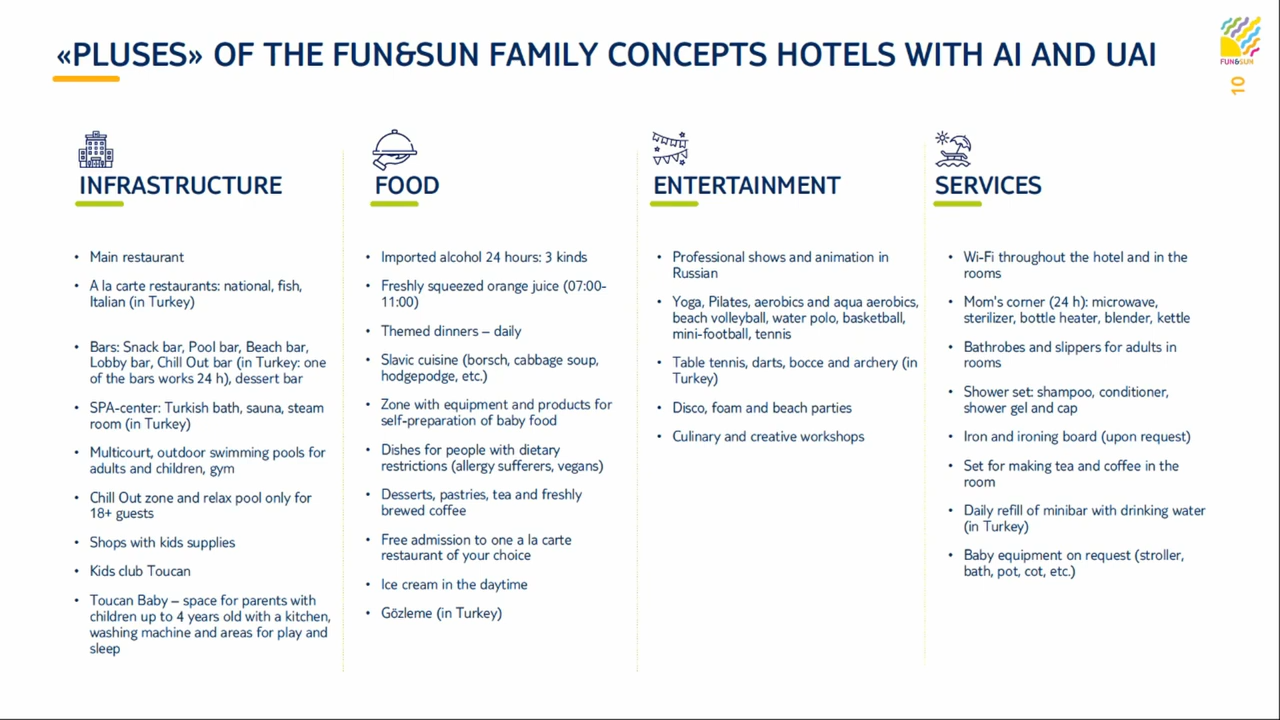 «PLUSES» OF THE FUN&SUN FAMILY CONCEPTS HOTELS WITH AI AND UAI
FUN&SUN
10
INFRASTRUCTURE
• Main restaurant
• A la carte restaurants: national, fish,
Italian (in Turkey)
• Bars: Snack bar, Pool bar, Beach bar,
Lobby bar, Chill Out bar (in Turkey: one
of the bars works 24 h), dessert bar
• SPA-center: Turkish bath, sauna, steam
room (in Turkey)
• Multicourt, outdoor swimming pools for
adults and children, gym
• Chill Out zone and relax pool only for
18+ guests
• Shops with kids supplies
• Kids club Toucan
• Toucan Baby – space for parents with
children up to 4 years old with a kitchen,
washing machine and areas for play and
sleep
FOOD
• Imported alcohol 24 hours: 3 kinds
• Freshly squeezed orange juice (07:00-
11:00)
• Themed dinners – daily
• Slavic cuisine (borsch, cabbage soup,
hodgepodge, etc.)
• Zone with equipment and products for
self-preparation of baby food
• Dishes for people with dietary
restrictions (allergy sufferers, vegans)
• Desserts, pastries, tea and freshly
brewed coffee
• Free admission to one a la carte
restaurant of your choice
• Ice cream in the daytime
• Gözleme (in Turkey)
ENTERTAINMENT
• Professional shows and animation in
Russian
• Yoga, Pilates, aerobics and aqua aerobics,
beach volleyball, water polo, basketball,
mini-football, tennis
• Table tennis, darts, bocce and archery (in
Turkey)
• Disco, foam and beach parties
• Culinary and creative workshops
SERVICES
• Wi-Fi throughout the hotel and in the
rooms
• Mom's corner (24 h): microwave,
sterilizer, bottle heater, blender, kettle
• Bathrobes and slippers for adults in
rooms
• Shower set: shampoo, conditioner,
shower gel and cap
• Iron and ironing board (upon request)
• Set for making tea and coffee in the
room
• Daily refill of minibar with drinking water
(in Turkey)
• Baby equipment on request (stroller,
bath, pot, cot, etc.)